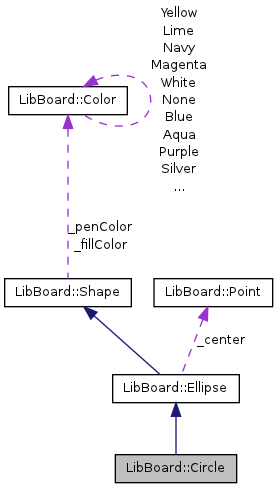 Yellow
Lime
Navy
Magenta
White
None
Blue
Aqua
Purple
Silver
...
LibBoard::Color
_penColor
_fillColor
LibBoard::Shape
LibBoard::Point
_center
LibBoard::Ellipse
LibBoard::Circle